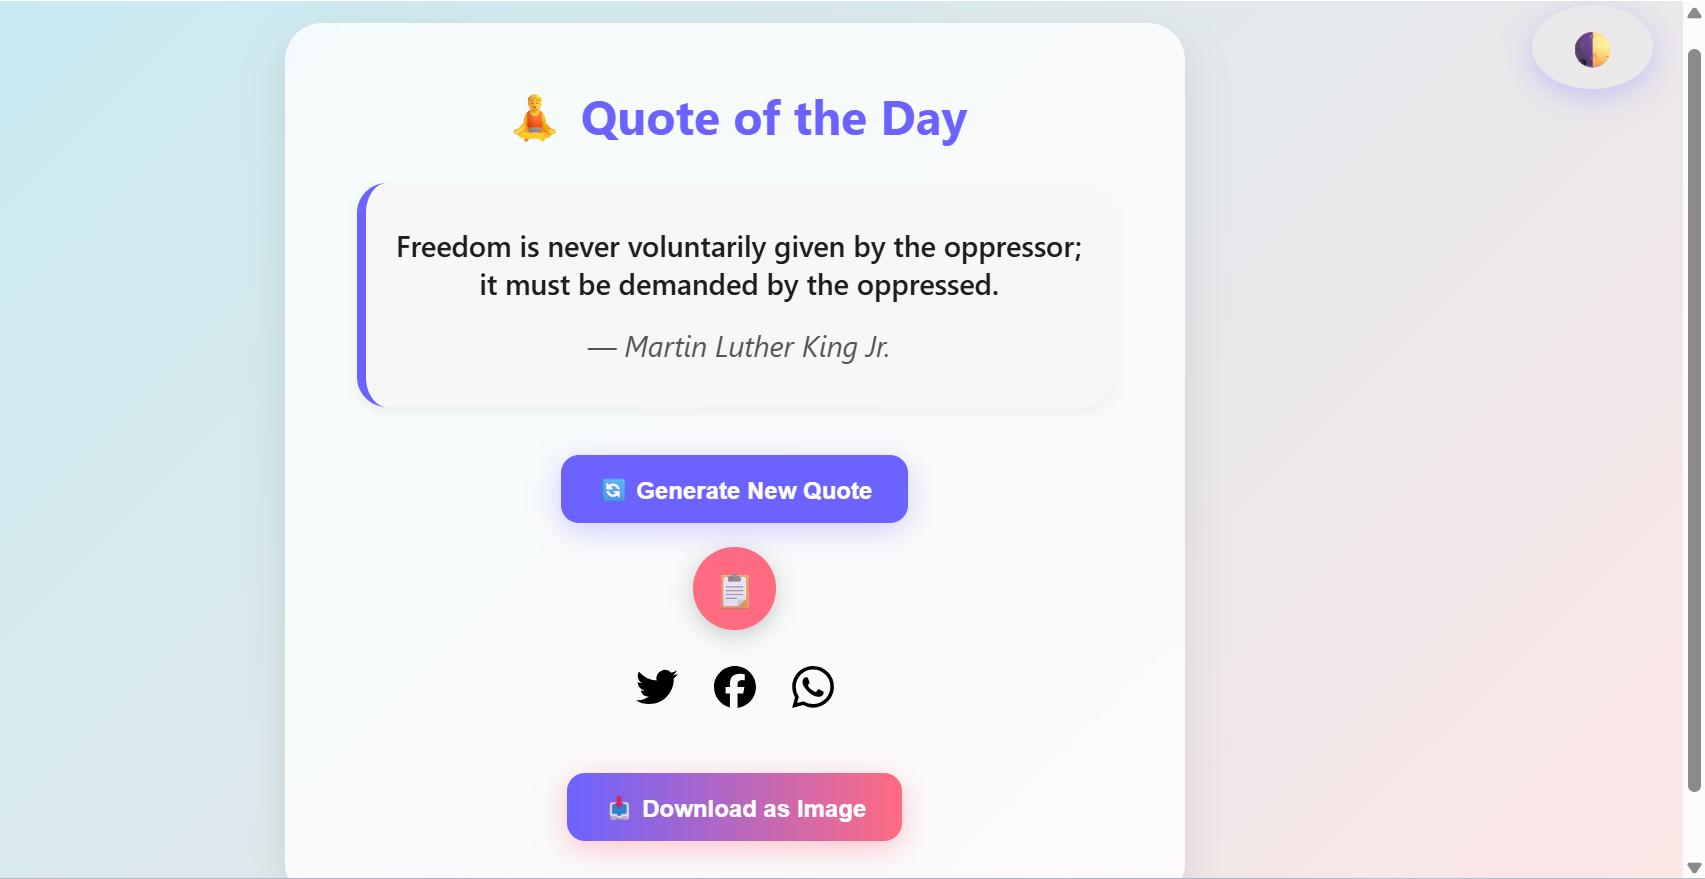 Quote of the Day
Freedom is never voluntarily given by the oppressor;
it must be demanded by the oppressed.
— Martin Luther King Jr.
Generate New Quote
Download as Image